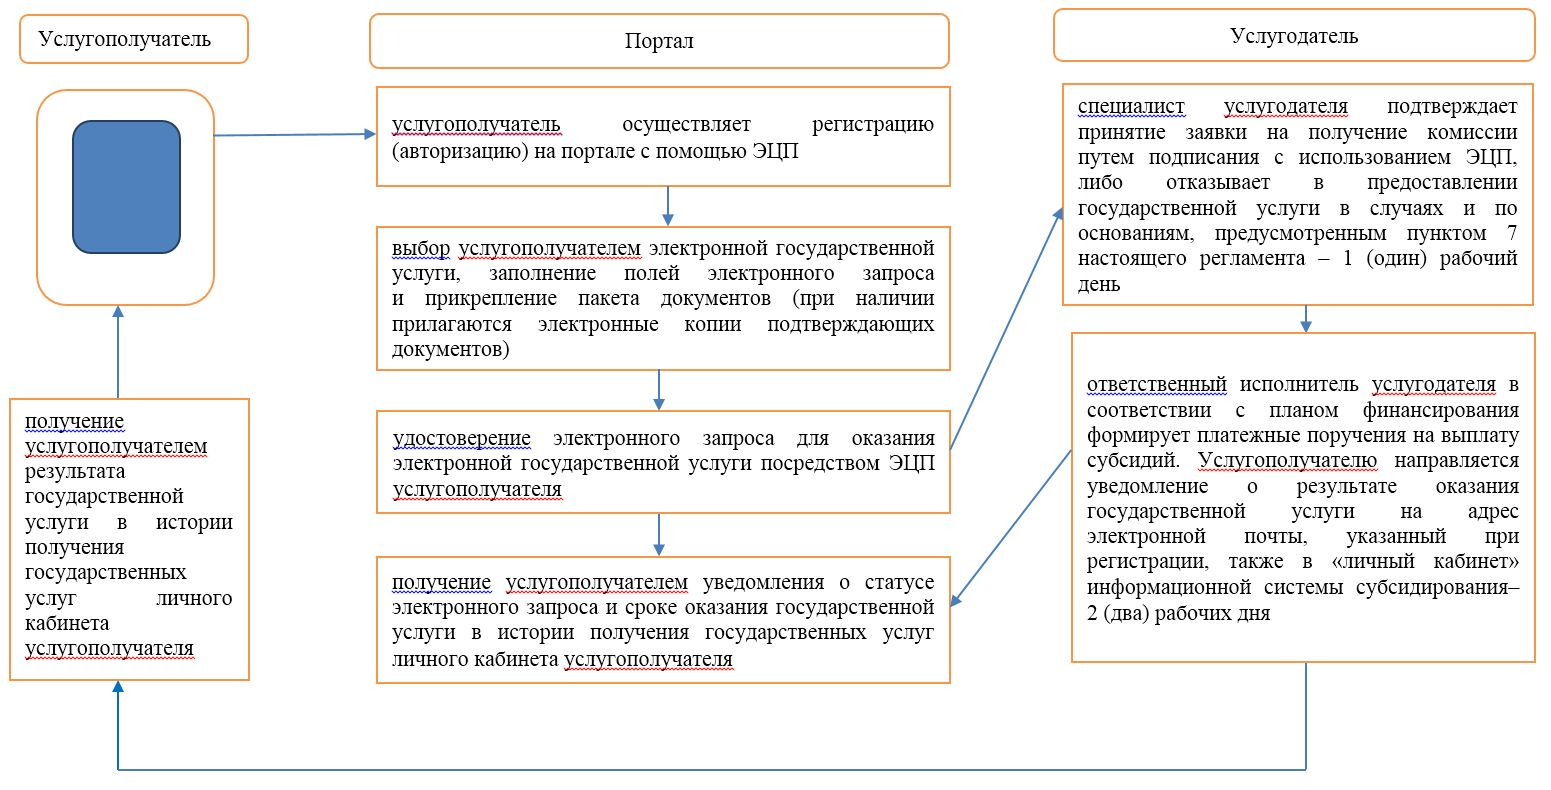 Услугополучатель
Портал
Услугодатель
услугополучатель осуществляет регистрацию
(авторизацию) на портале с помощью ЭЦП
выбор услугополучателем электронной государственной
услуги, заполнение полей электронного запроса
и прикрепление пакета документов (при наличии
прилагаются электронные копии подтверждающих
документов)
удостоверение электронного запроса для оказания
электронной государственной услуги посредством ЭЦП
услугополучателя
получение услугополучателем уведомления о статусе
электронного запроса и сроке оказания государственной
услуги в истории получения государственных услуг
личного кабинета услугополучателя
специалист услугодателя подтверждает
принятие заявки на получение комиссии
путем подписания с использованием ЭЦП,
либо отказывает в предоставлении
государственной услуги в случаях и по
основаниям, предусмотренным пунктом 7
настоящего регламента – 1 (один) рабочий
день
ответственный исполнитель услугодателя в
соответствии с планом финансирования
формирует платежные поручения на выплату
субсидий. Услугополучателю направляется
уведомление о результате оказания
государственной услуги на адрес
электронной почты, указанный при
регистрации, также в «личный кабинет»
информационной системы субсидирования–
2 (два) рабочих дня
получение
услугополучателем
результата
государственной
услуги в истории
получения
государственных
услуг личного
кабинета
услугополучателя